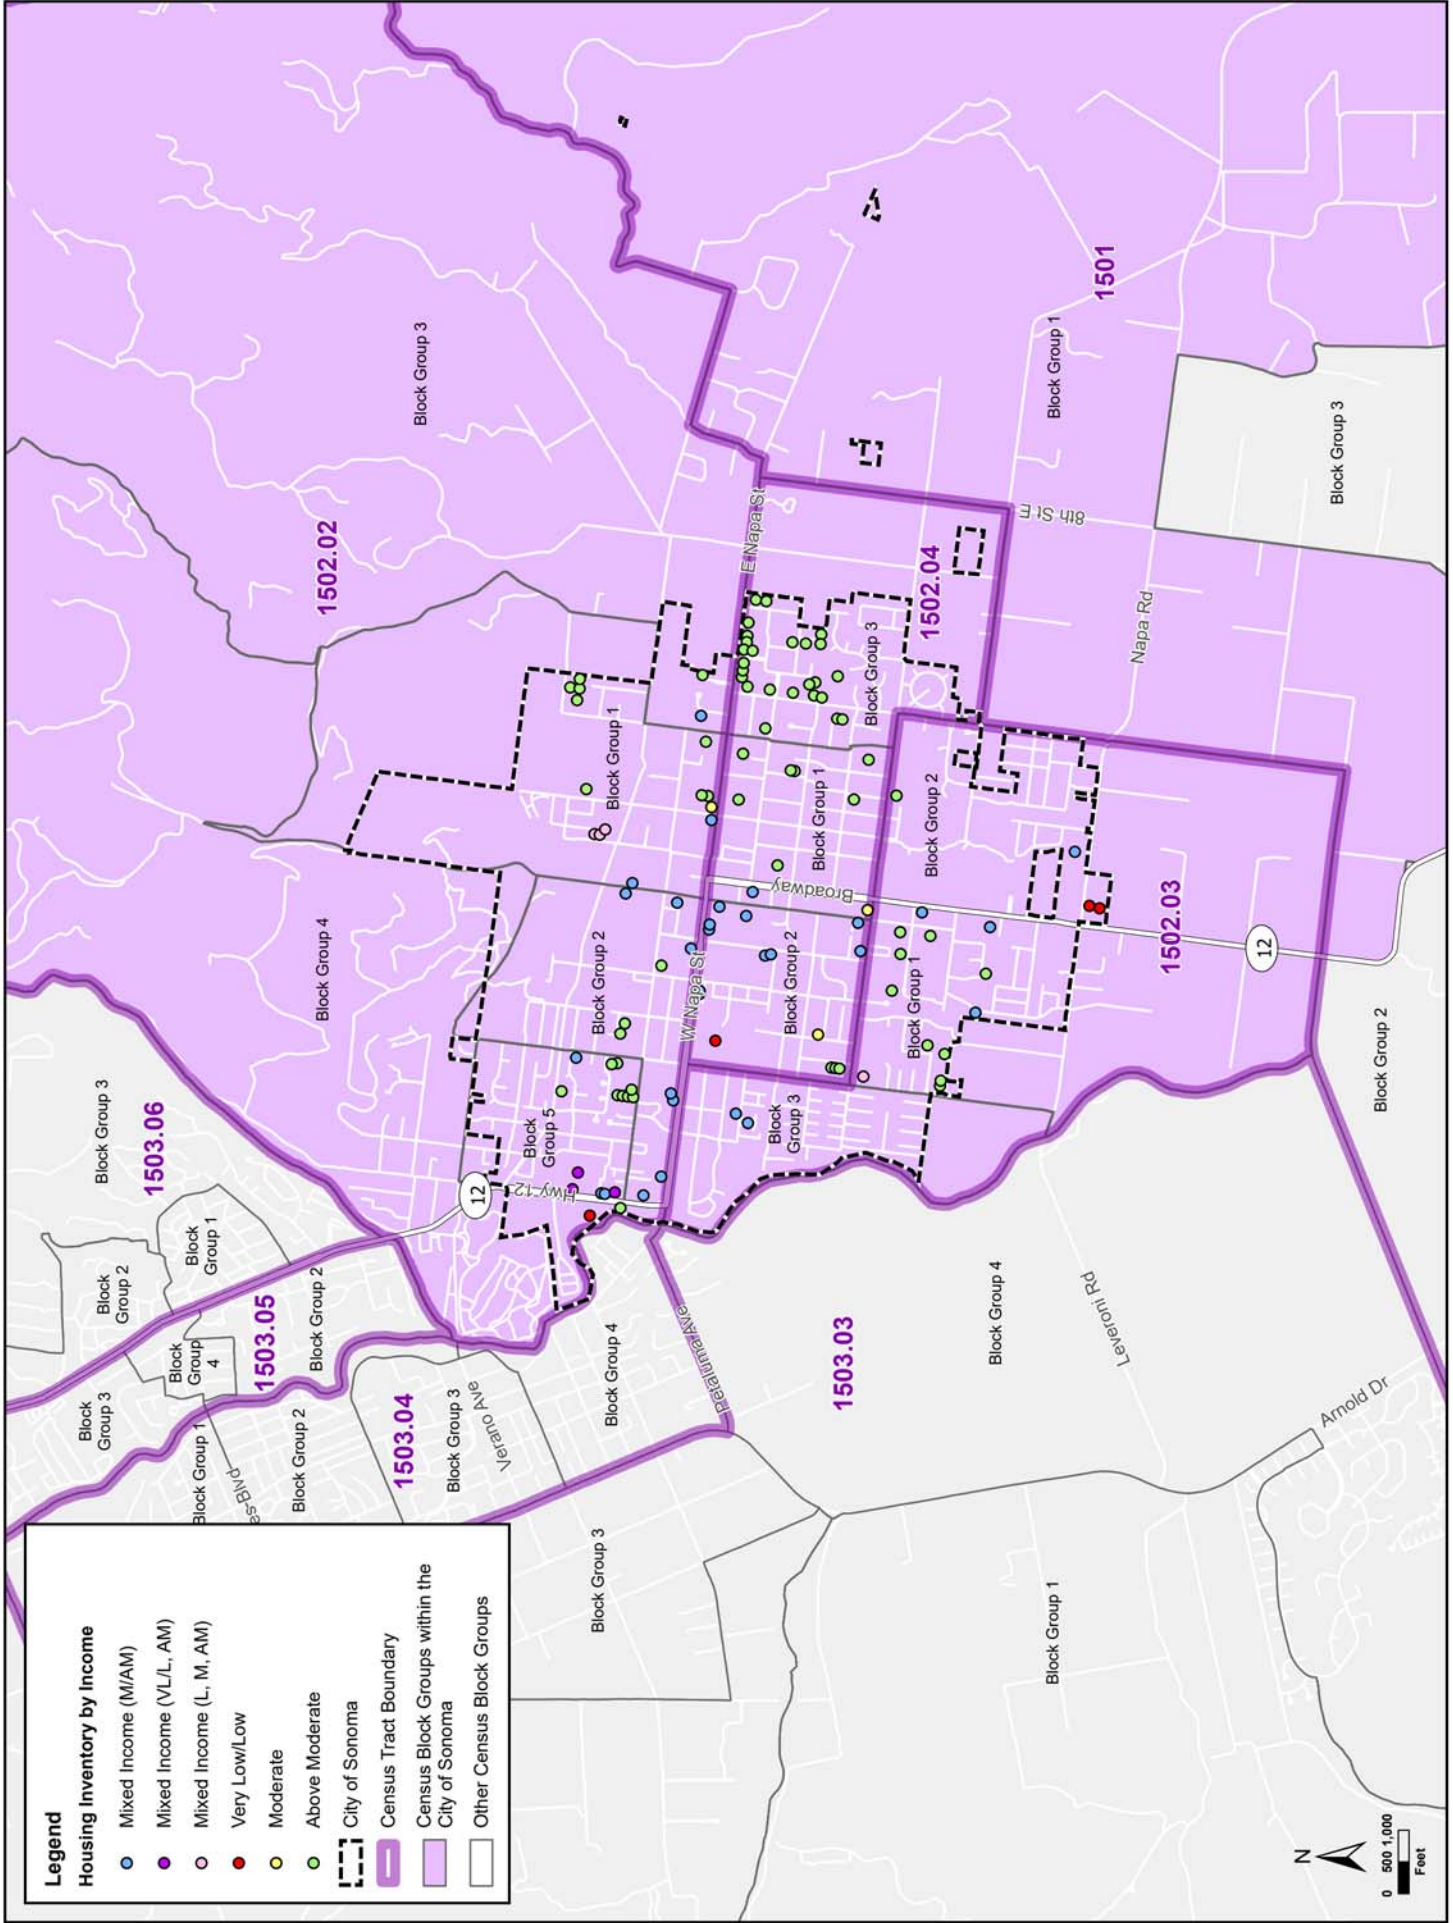 Legend
Housing Inventory by Income
Mixed Income (M/AM)
Mixed Income (VL/L, AM)
Mixed Income (L, M, AM)
Very Low/Low
Moderate
Above Moderate
City of Sonoma
Census Tract Boundary
Census Block Groups within the
City of Sonoma
Other Census Block Groups
N
0 500 1,000
Feet
Block
Group 3
Block Group 1
es-Blvd
Block Group 2
1503.04
Block Group 3
Verano Ave
Block Group 3
Block Group 1
Block
Group 2
Block
Group 4
Block
Group 1
1503.05
Block Group 2
Block Group 3
1503.06
Block Group 4
Petaluma Ave
1503.03
Block Group 4
Leveroni Rd
Arnold Dr
Block Group 2
Block Group 4
12
Hwy 12
Block
Group 5
Block Group 2
W Napa St
Block
Group 3
Block Group 2
Block Group 1
Broadway
Block Group 1
Block Group 1
Block Group 2
1502.03
12
1502.02
Block Group 3
E Napa St
Block Group 3
1502.04
8th St E
Napa Rd
Block Group 1
1501
Block Group 3